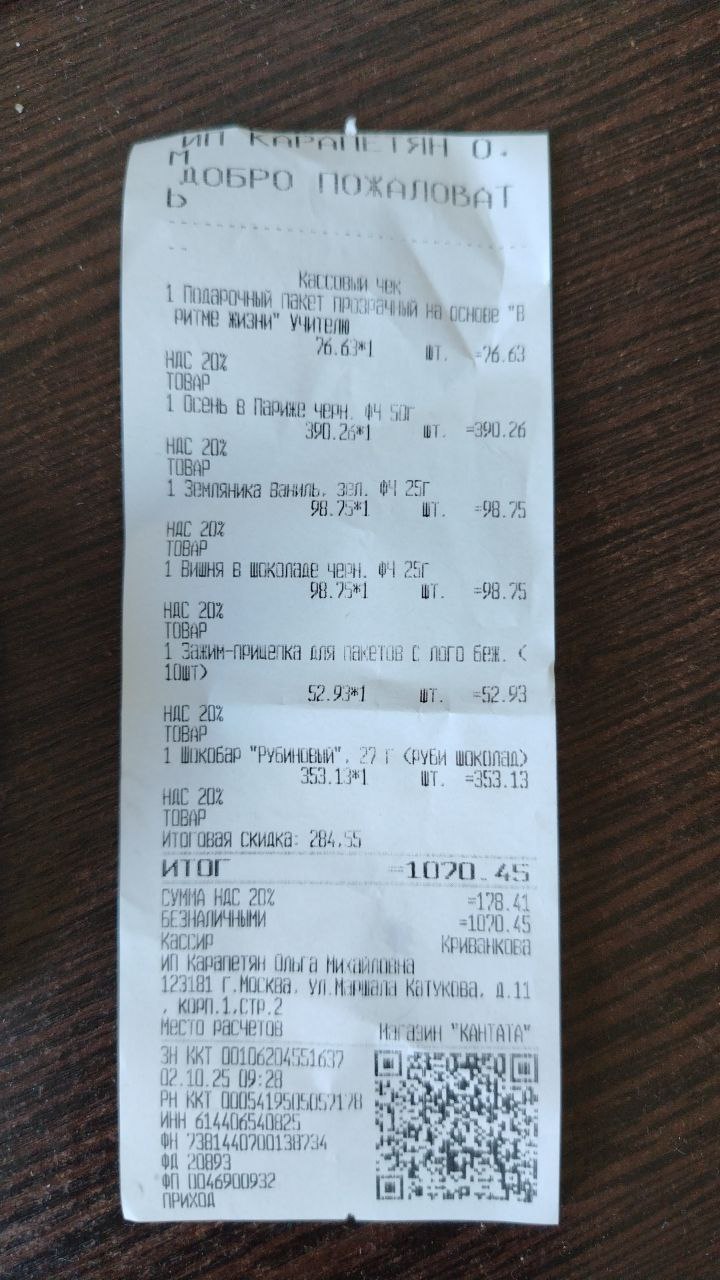 ИП КАРАПЕТЯН О.
М
ДОБРО ПОЖАЛОВАТ
Ь
Кассовый чек
1 Подарочный пакет прозрачный на основе "В
ритме жизни" Учителю
76.63*1 шт. =76.63
НДС 20%
ТОВАР
1 Осень в Париже черн. ФЧ 50г
390.26*1 шт. =390.26
НДС 20%
ТОВАР
1 Земляника Ваниль, зел. ФЧ 25г
98.75*1 шт. =98.75
НДС 20%
ТОВАР
1 Вишня в шоколаде черн. ФЧ 25г
98.75*1 шт. =98.75
НДС 20%
ТОВАР
1 Зажим-прищепка для пакетов с лого беж. (
10шт)
52.93*1 шт. =52.93
НДС 20%
ТОВАР
1 Шокобар "Рубиновый", 27 г (руби шоколад)
353.13*1 шт. =353.13
НДС 20%
ТОВАР
Итоговая скидка: 284,55
ИТОГ =1070.45
СУММА НДС 20% =178.41
БЕЗНАЛИЧНЫМИ =1070.45
Кассир Криванкова
ИП Карапетян Ольга Михайловна
123181 г.Москва, ул.Маршала Катукова, д.11
, корп.1,стр.2
Место расчетов Магазин "КАНТАТА"
ЗН ККТ 00106204551637
02.10.25 09:28
РН ККТ 0005419505057178
ИНН 614406540825
ФН 7381440700138734
ФД 20893
ФП 0046900932
ПРИХОД